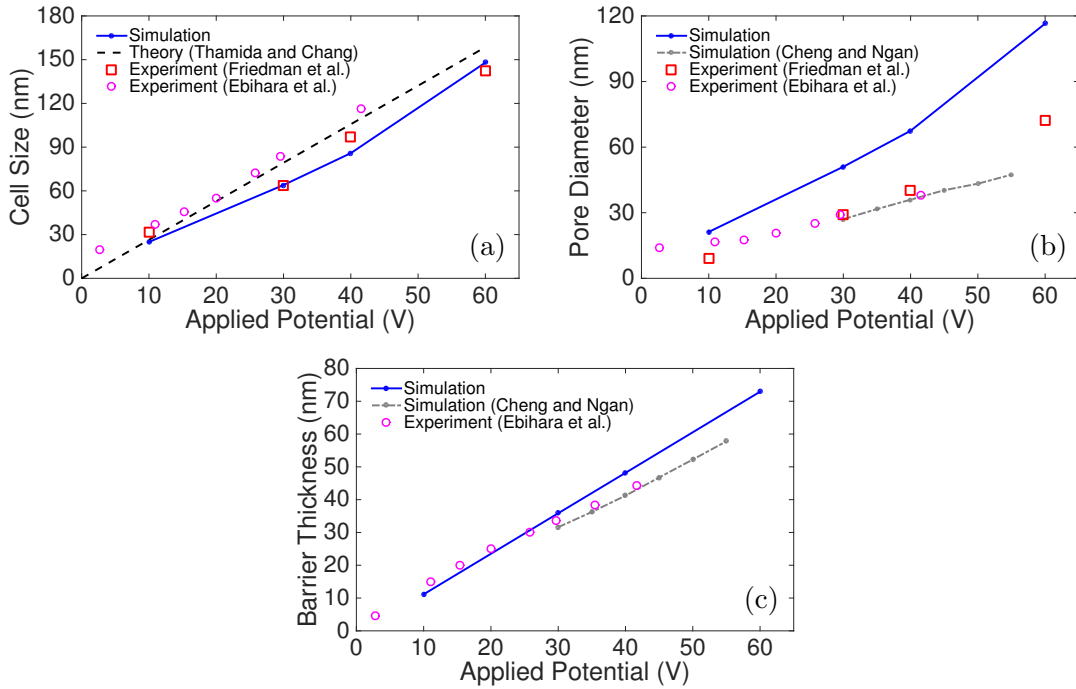 180
150
120
90
60
30
0
Cell Size (nm)
Simulation
Theory (Thamida and Chang)
Experiment (Friedman et al.)
Experiment (Ebihara et al.)
(a)
0 10 20 30 40 50 60
Applied Potential (V)
120
90
60
30
0
Pore Diameter (nm)
Simulation
Simulation (Cheng and Ngan)
Experiment (Friedman et al.)
Experiment (Ebihara et al.)
(b)
0 10 20 30 40 50 60
Applied Potential (V)
80
70
60
50
40
30
20
10
0
Barrier Thickness (nm)
Simulation
Simulation (Cheng and Ngan)
Experiment (Ebihara et al.)
(c)
0 10 20 30 40 50 60
Applied Potential (V)